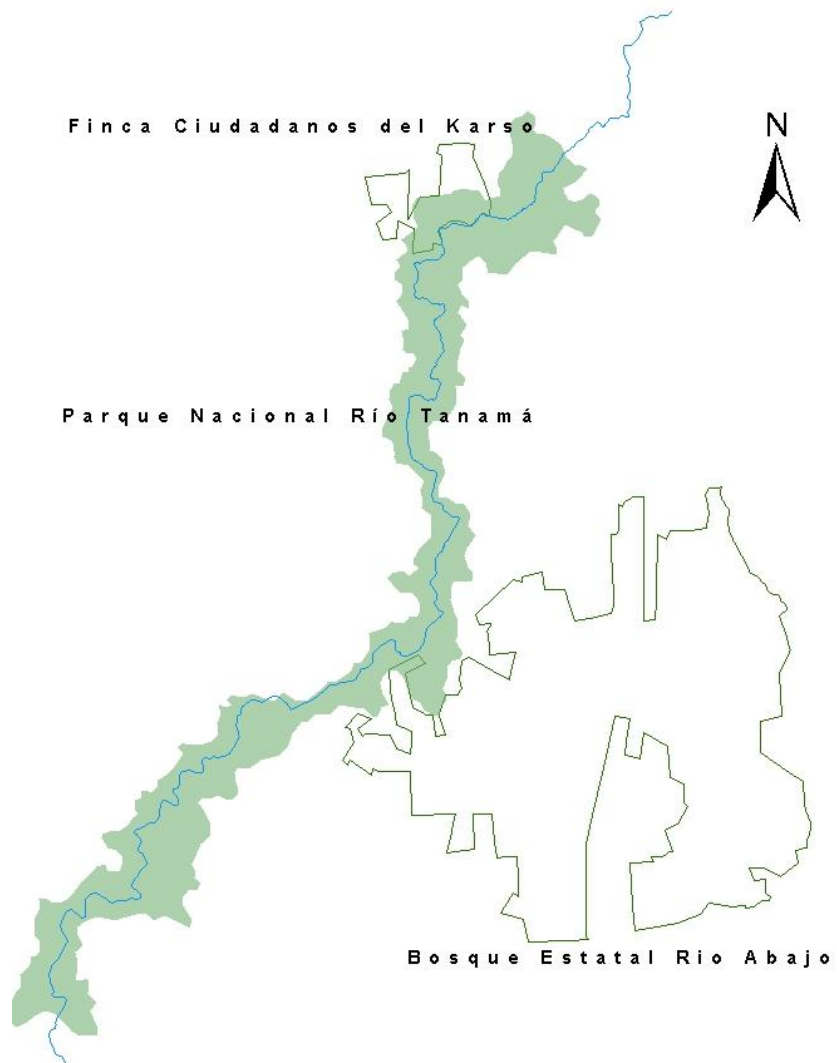 Finca Ciudadanos del Karso
N
Parque Nacional Río Tanamá
Bosque Estatal Rio Abajo